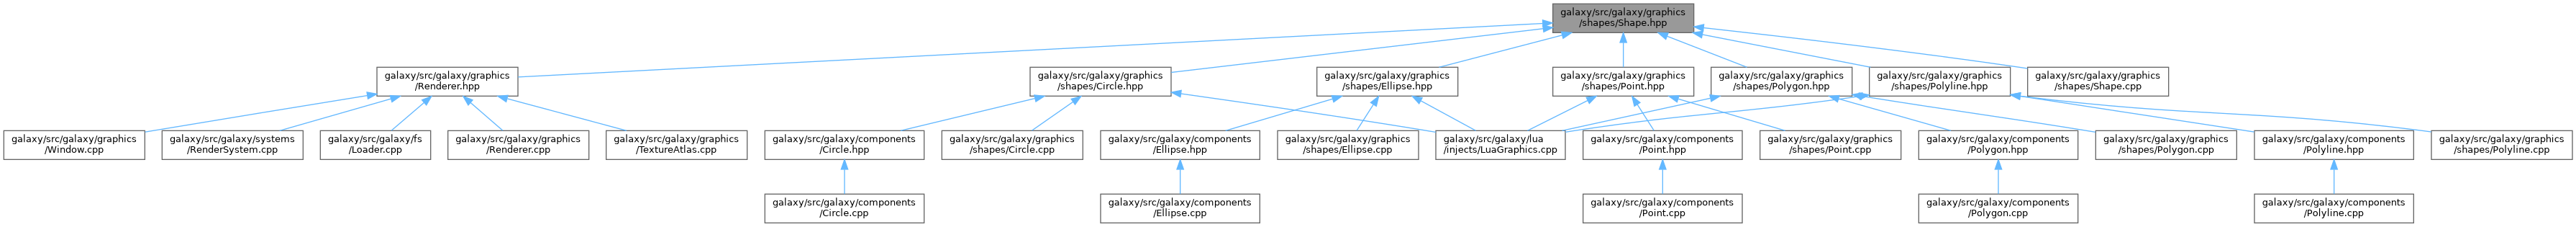 galaxy/src/galaxy/graphics
/shapes/Shape.hpp
galaxy/src/galaxy/graphics
/Renderer.hpp
galaxy/src/galaxy/graphics
/shapes/Circle.hpp
galaxy/src/galaxy/graphics
/shapes/Ellipse.hpp
galaxy/src/galaxy/graphics
/shapes/Point.hpp
galaxy/src/galaxy/graphics
/shapes/Polygon.hpp
galaxy/src/galaxy/graphics
/shapes/Polyline.hpp
galaxy/src/galaxy/graphics
/shapes/Shape.cpp
galaxy/src/galaxy/graphics
/Window.cpp
galaxy/src/galaxy/systems
/RenderSystem.cpp
galaxy/src/galaxy/fs
/Loader.cpp
galaxy/src/galaxy/graphics
/Renderer.cpp
galaxy/src/galaxy/graphics
/TextureAtlas.cpp
galaxy/src/galaxy/components
/Circle.hpp
galaxy/src/galaxy/graphics
/shapes/Circle.cpp
galaxy/src/galaxy/components
/Ellipse.hpp
galaxy/src/galaxy/graphics
/shapes/Ellipse.cpp
galaxy/src/galaxy/lua
/injects/LuaGraphics.cpp
galaxy/src/galaxy/components
/Point.hpp
galaxy/src/galaxy/graphics
/shapes/Point.cpp
galaxy/src/galaxy/components
/Polygon.hpp
galaxy/src/galaxy/graphics
/shapes/Polygon.cpp
galaxy/src/galaxy/components
/Polyline.hpp
galaxy/src/galaxy/graphics
/shapes/Polyline.cpp
galaxy/src/galaxy/components
/Circle.cpp
galaxy/src/galaxy/components
/Ellipse.cpp
galaxy/src/galaxy/components
/Point.cpp
galaxy/src/galaxy/components
/Polygon.cpp
galaxy/src/galaxy/components
/Polyline.cpp